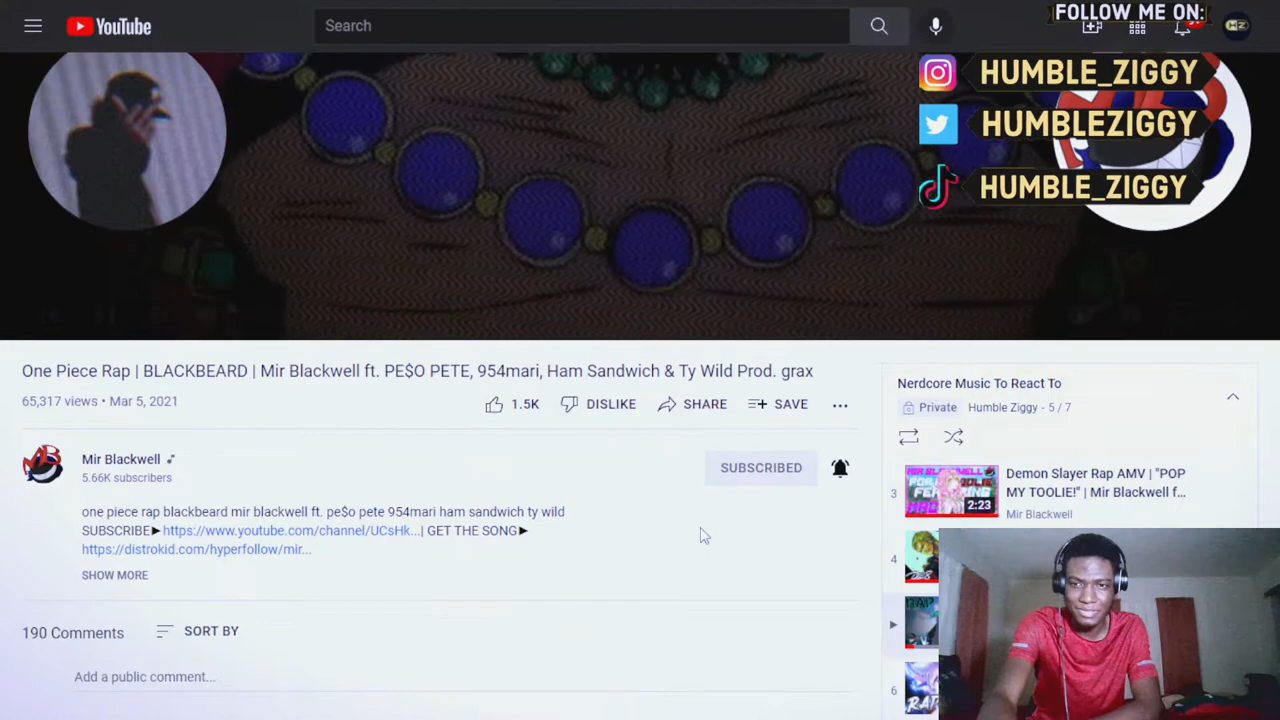 YouTube
Search
FOLLOW ME ON:
HUMBLE_ZIGGY
HUMBLEZIGGY
HUMBLE_ZIGGY
One Piece Rap | BLACKBEARD | Mir Blackwell ft. PE$O PETE, 954mari, Ham Sandwich & Ty Wild Prod. grax
65,317 views • Mar 5, 2021
1.5K
DISLIKE
SHARE
SAVE
Mir Blackwell
5.66K subscribers
SUBSCRIBED
one piece rap blackbeard mir blackwell ft. pe$o pete 954mari ham sandwich ty wild
SUBSCRIBE►https://www.youtube.com/channel/UCsHk...| GET THE SONG►
https://distrokid.com/hyperfollow/mir...
SHOW MORE
190 Comments
SORT BY
Add a public comment...
Nerdcore Music To React To
Private
Humble Ziggy - 5 / 7
3
MIR BLACKWELL
POP
MY TOOLIE!
2:23
Demon Slayer Rap AMV | "POP
MY TOOLIE!" | Mir Blackwell f...
Mir Blackwell
4
6